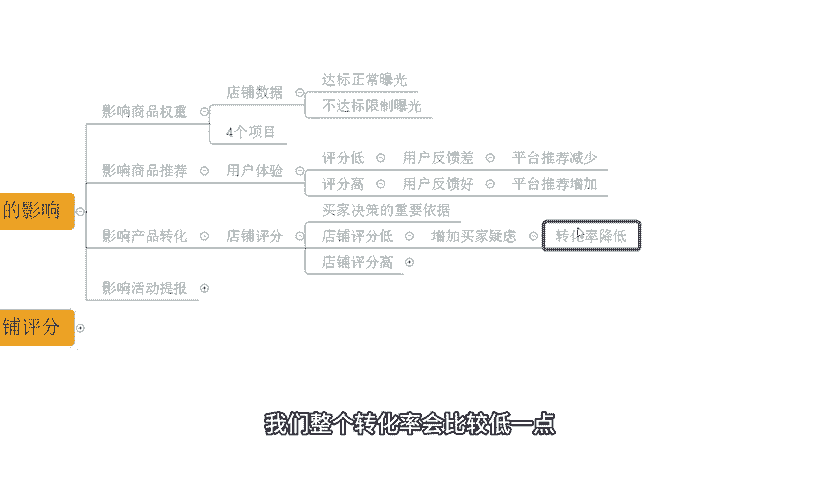 达标正常曝光
店铺数据
不达标限制曝光
影响商品权重
4个项目
评分低 用户反馈差 平台推荐减少
影响商品推荐 用户体验
评分高 用户反馈好 平台推荐增加
的影响
买家决策的重要依据
影响产品转化 店铺评分 店铺评分低 增加买家疑虑 转化率降低
店铺评分高
影响活动提报
铺评分
我们整个转化率会比较低一点